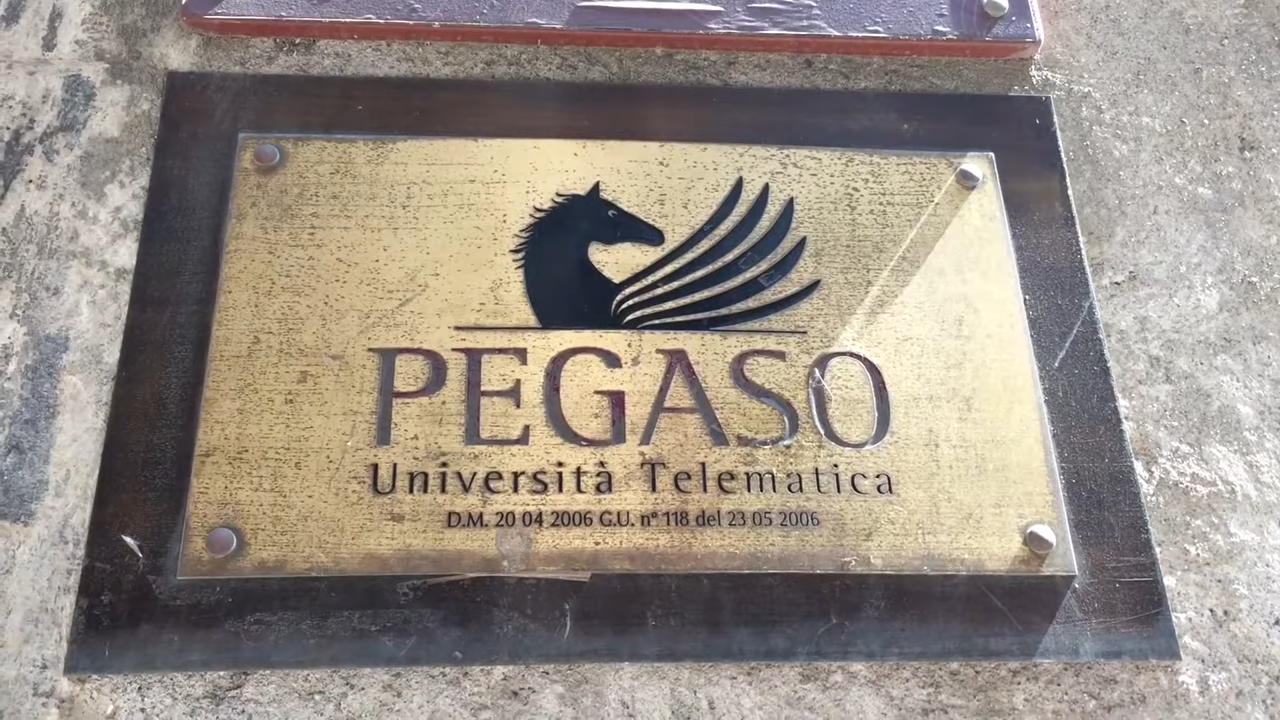 PEGASO
Università Telematica
D.M. 20 04 2006 G.U. n° 118 del 23 05 2006